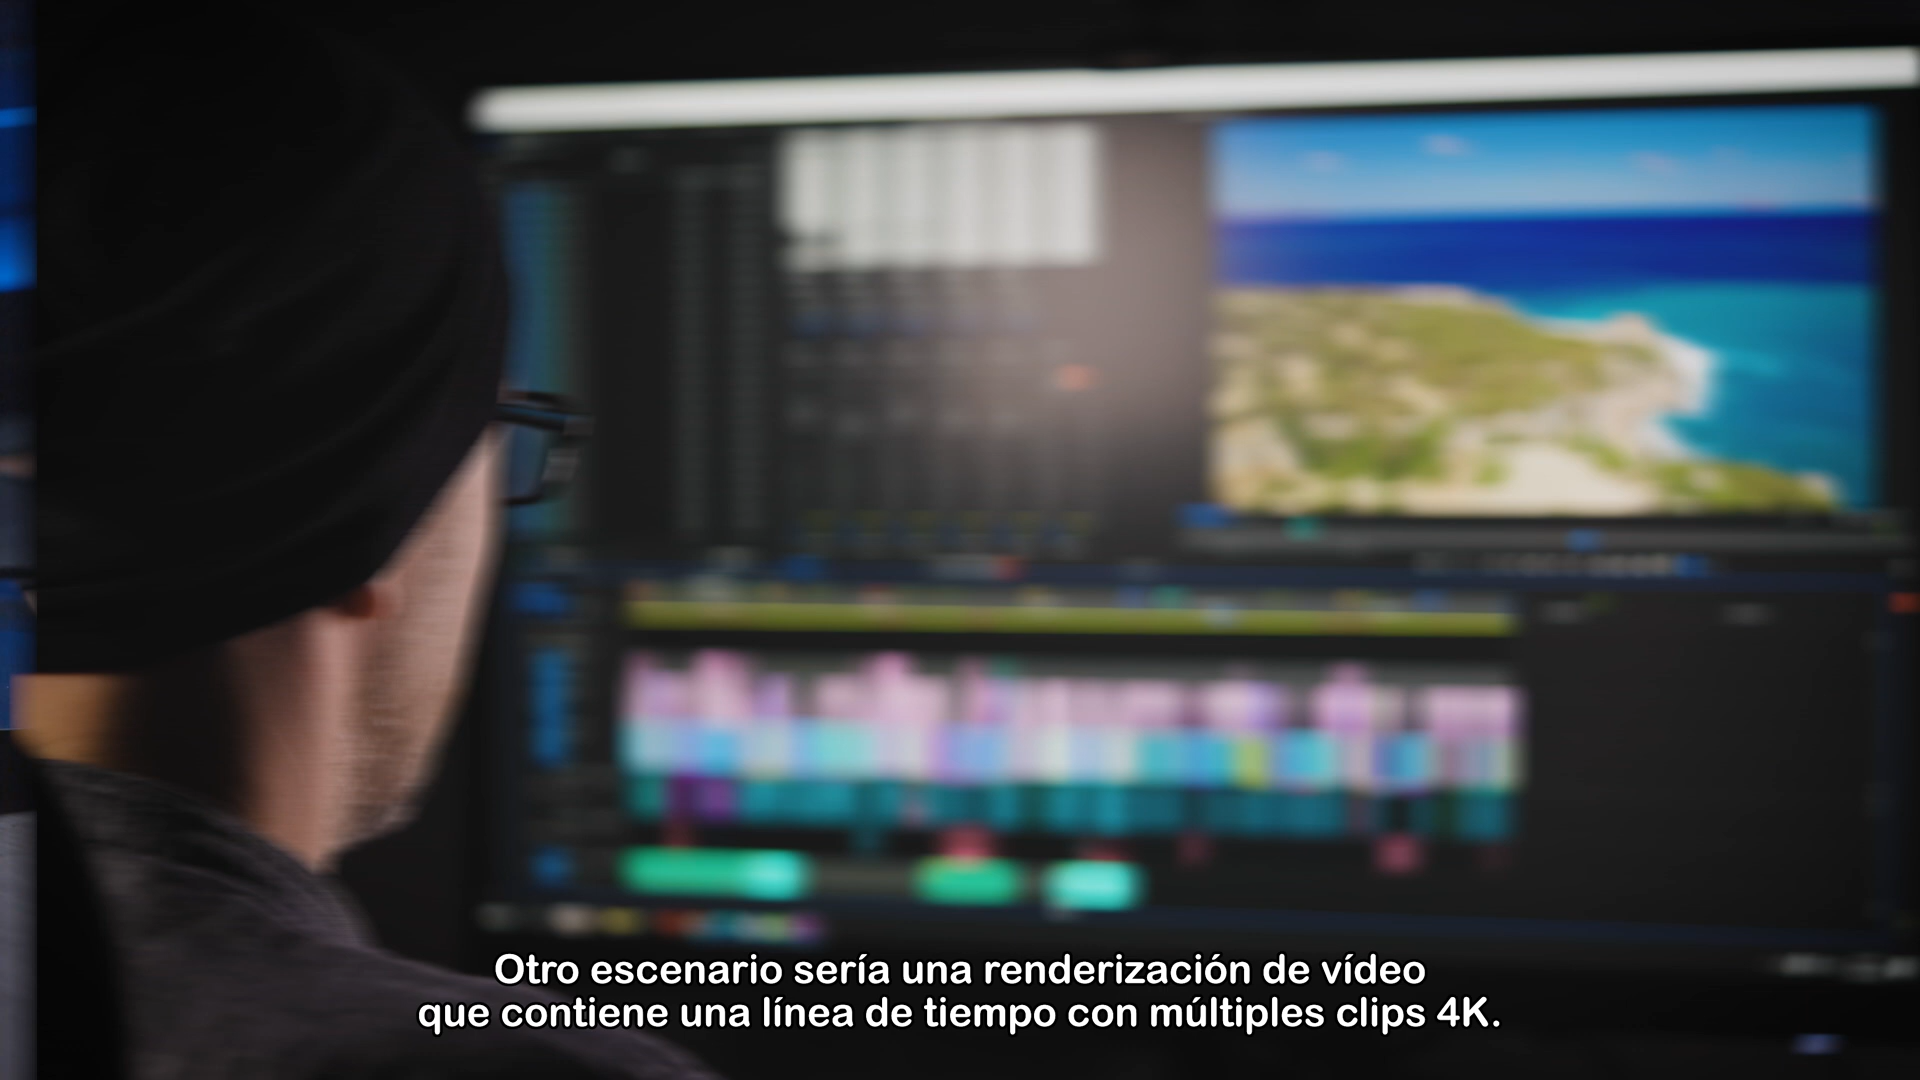 Otro escenario sería una renderización de vídeo
que contiene una línea de tiempo con múltiples clips 4K.